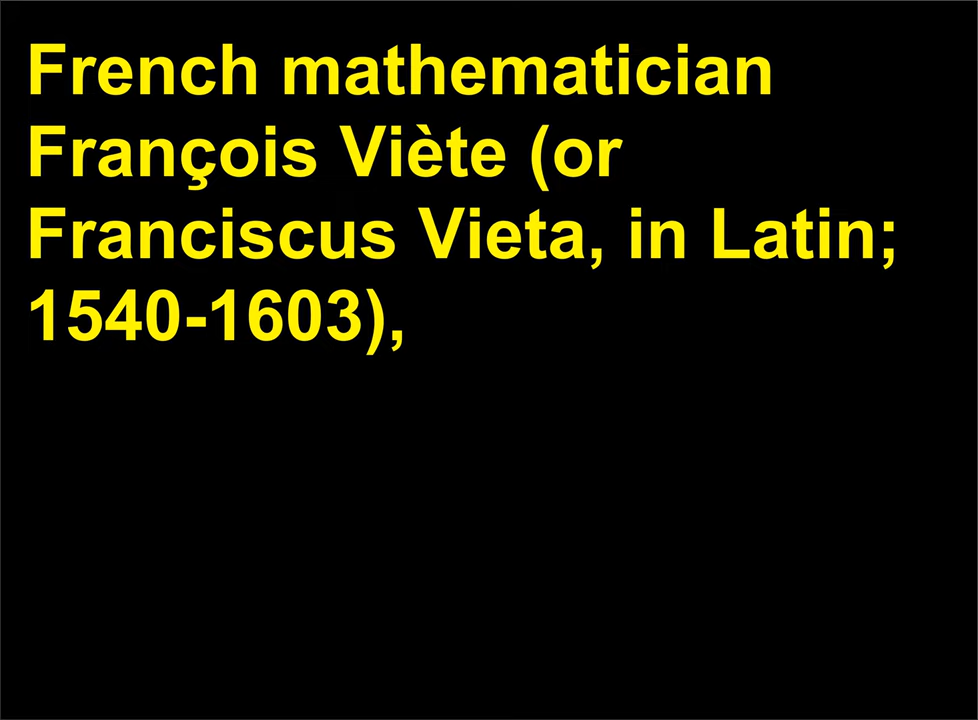 French mathematician
François Viète (or
Franciscus Vieta, in Latin;
1540-1603),